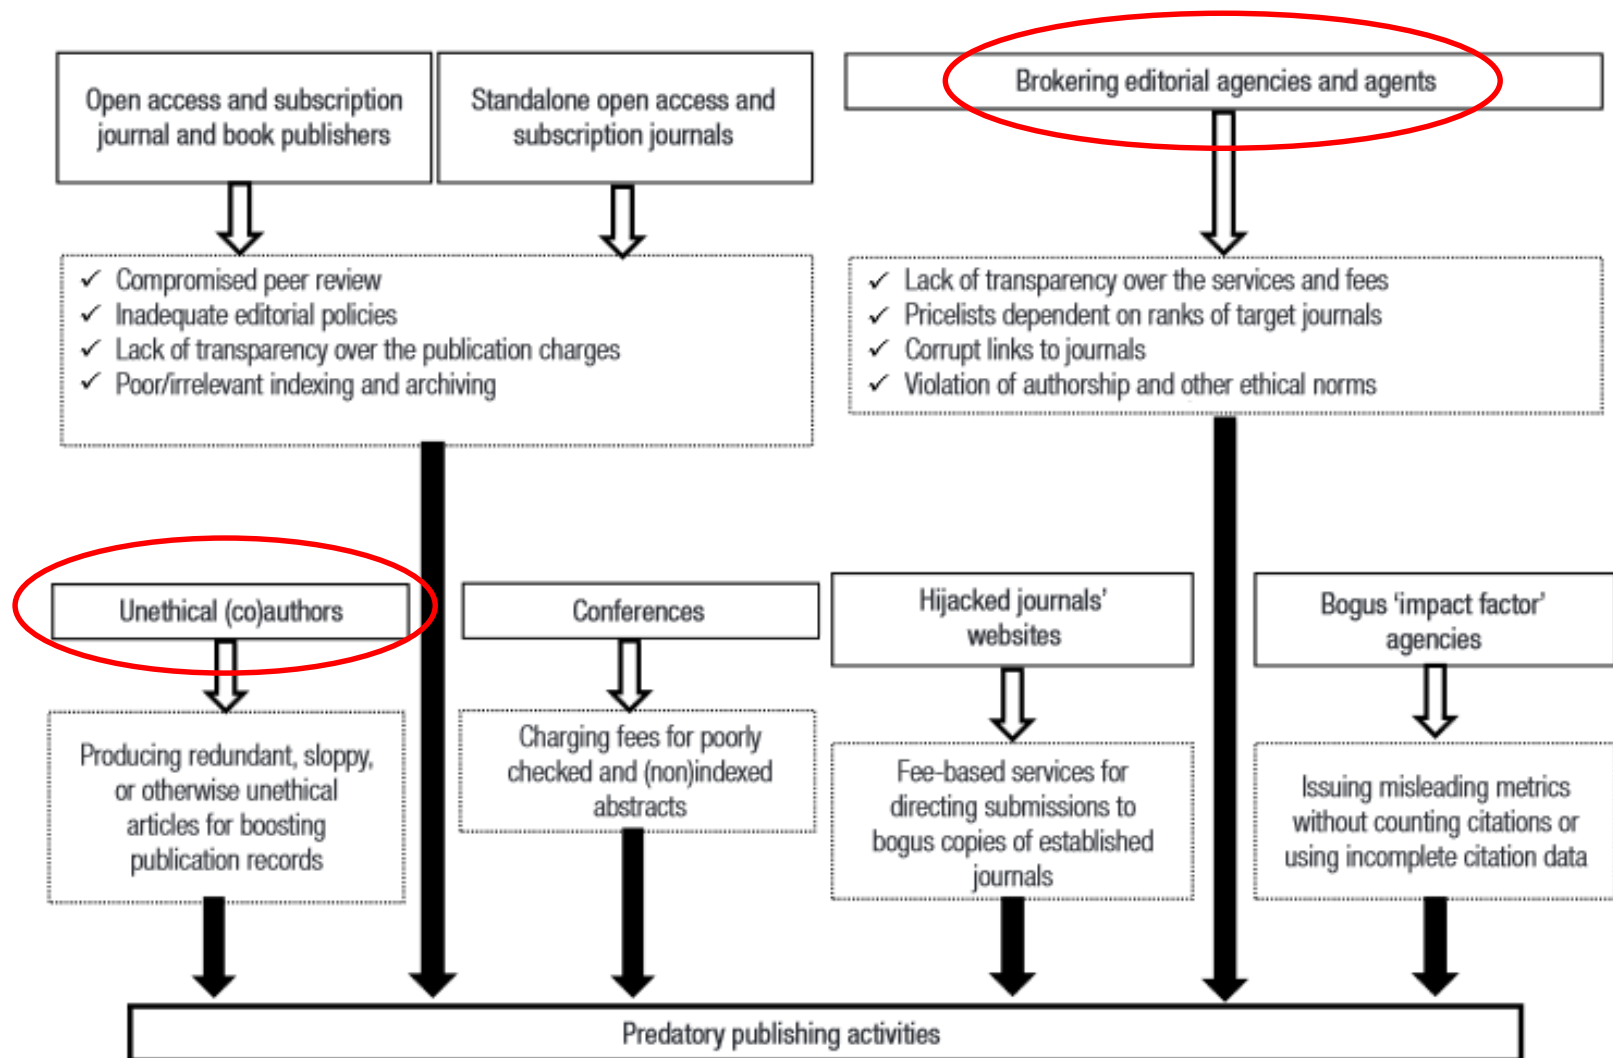 Open access and subscription
journal and book publishers
Standalone open access and
subscription journals
Brokering editorial agencies and agents
✓ Compromised peer review
✓ Inadequate editorial policies
✓ Lack of transparency over the publication charges
✓ Poor/irrelevant indexing and archiving
✓ Lack of transparency over the services and fees
✓ Pricelists dependent on ranks of target journals
✓ Corrupt links to journals
✓ Violation of authorship and other ethical norms
Unethical (co)authors
Conferences
Hijacked journals'
websites
Bogus 'impact factor'
agencies
Producing redundant, sloppy,
or otherwise unethical
articles for boosting
publication records
Charging fees for poorly
checked and (non)indexed
abstracts
Fee-based services for
directing submissions to
bogus copies of established
journals
Issuing misleading metrics
without counting citations or
using incomplete citation data
Predatory publishing activities